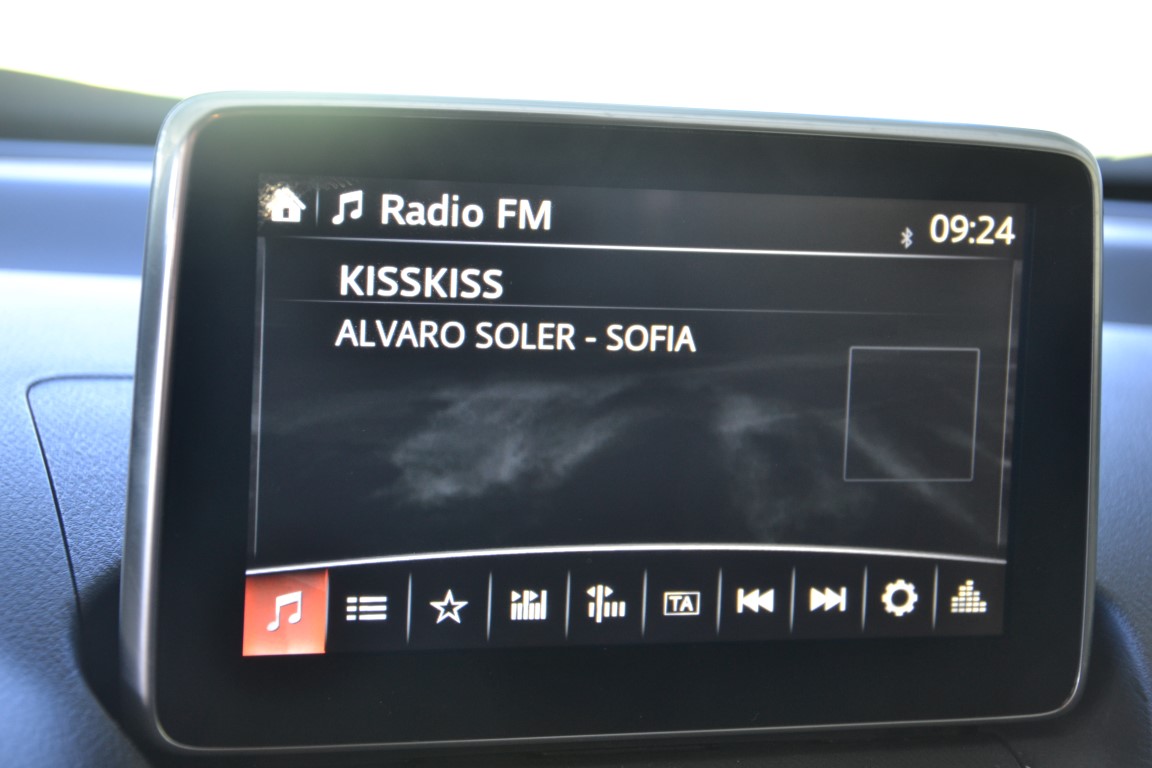 Radio FM
09:24
KISSKISS
ALVARO SOLER - SOFIA
TA